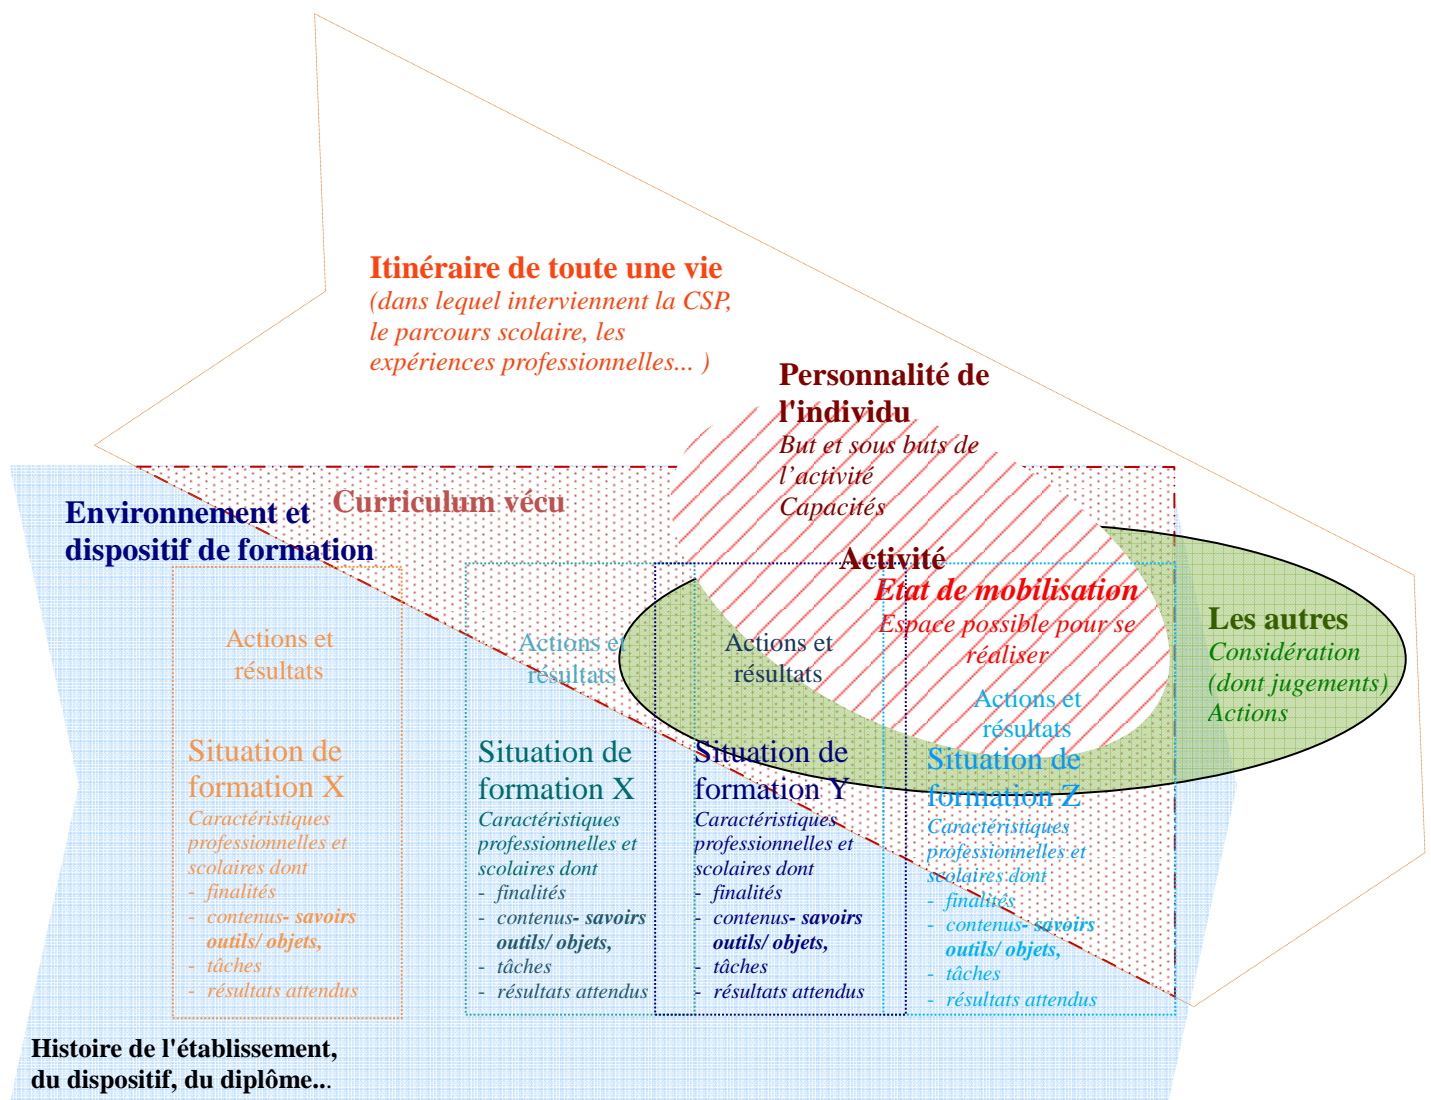 Itinéraire de toute une vie
(dans lequel interviennent la CSP,
le parcours scolaire, les
expériences professionnelles... )
Personnalité de
l'individu
But et sous buts de
l’activité
Capacités
Curriculum vécu
Environnement et
dispositif de formation
Activité
Etat de mobilisation
Espace possible pour se
réaliser
Les autres
Considération
(dont jugements)
Actions
Actions et
résultats
Situation de
formation X
Caractéristiques
professionnelles et
scolaires dont
- finalités
- contenus- savoirs
outils/ objets,
- tâches
- résultats attendus
Actions et
résultats
Situation de
formation X
Caractéristiques
professionnelles et
scolaires dont
- finalités
- contenus- savoirs
outils/ objets,
- tâches
- résultats attendus
Actions et
résultats
Situation de
formation Y
Caractéristiques
professionnelles et
scolaires dont
- finalités
- contenus- savoirs
outils/ objets,
- tâches
- résultats attendus
Actions et
résultats
Situation de
formation Z
Caractéristiques
professionnelles et
scolaires dont
- finalités
- contenus- savoirs
outils/ objets,
- tâches
- résultats attendus
Histoire de l'établissement,
du dispositif, du diplôme...